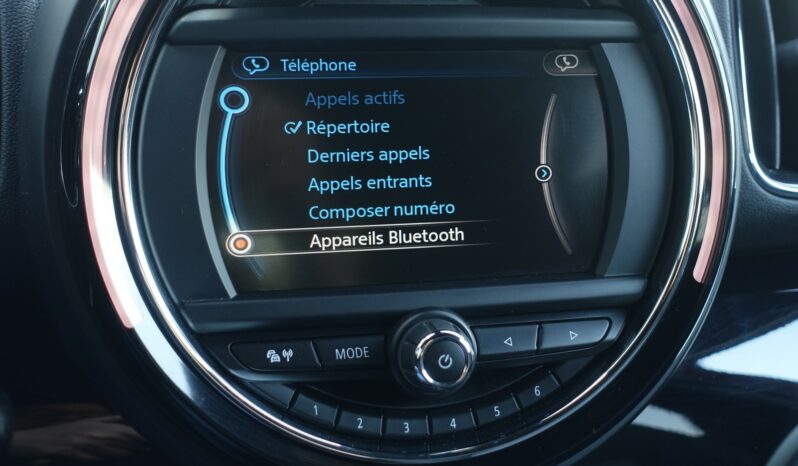 Téléphone
Appels actifs
Répertoire
Derniers appels
Appels entrants
Composer numéro
Appareils Bluetooth
MODE
1 2 3 4 5 6